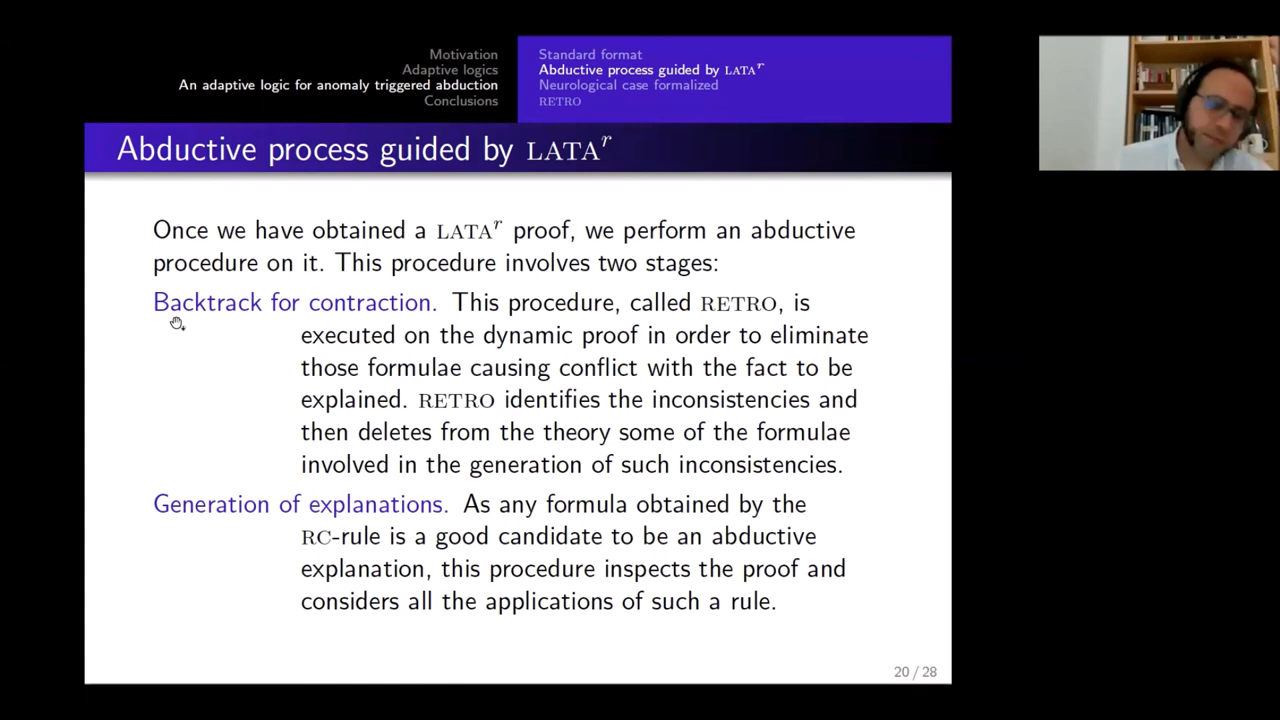 Motivation
Adaptive logics
An adaptive logic for anomaly triggered abduction
Conclusions
Standard format
Abductive process guided by LATAʳ
Neurological case formalized
RETRO
Abductive process guided by LATAʳ
Once we have obtained a LATAʳ proof, we perform an abductive
procedure on it. This procedure involves two stages:
Backtrack for contraction. This procedure, called RETRO, is
executed on the dynamic proof in order to eliminate
those formulae causing conflict with the fact to be
explained. RETRO identifies the inconsistencies and
then deletes from the theory some of the formulae
involved in the generation of such inconsistencies.
Generation of explanations. As any formula obtained by the
RC-rule is a good candidate to be an abductive
explanation, this procedure inspects the proof and
considers all the applications of such a rule.
20 / 28